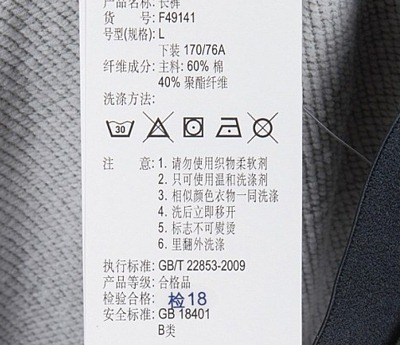 产品名称: 长裤
货 号: F49141
号型(规格): L
下装 170/76A
纤维成分: 主料: 60% 棉
40% 聚酯纤维
洗涤方法:
30
注 意: 1. 请勿使用织物柔软剂
2. 只可使用温和洗涤剂
3. 相似颜色衣物一同洗涤
4. 洗后立即移开
5. 标志不可熨烫
6. 里翻外洗涤
执行标准: GB/T 22853-2009
产品等级: 合格品
检验合格: 检18
安全标准: GB 18401
B类